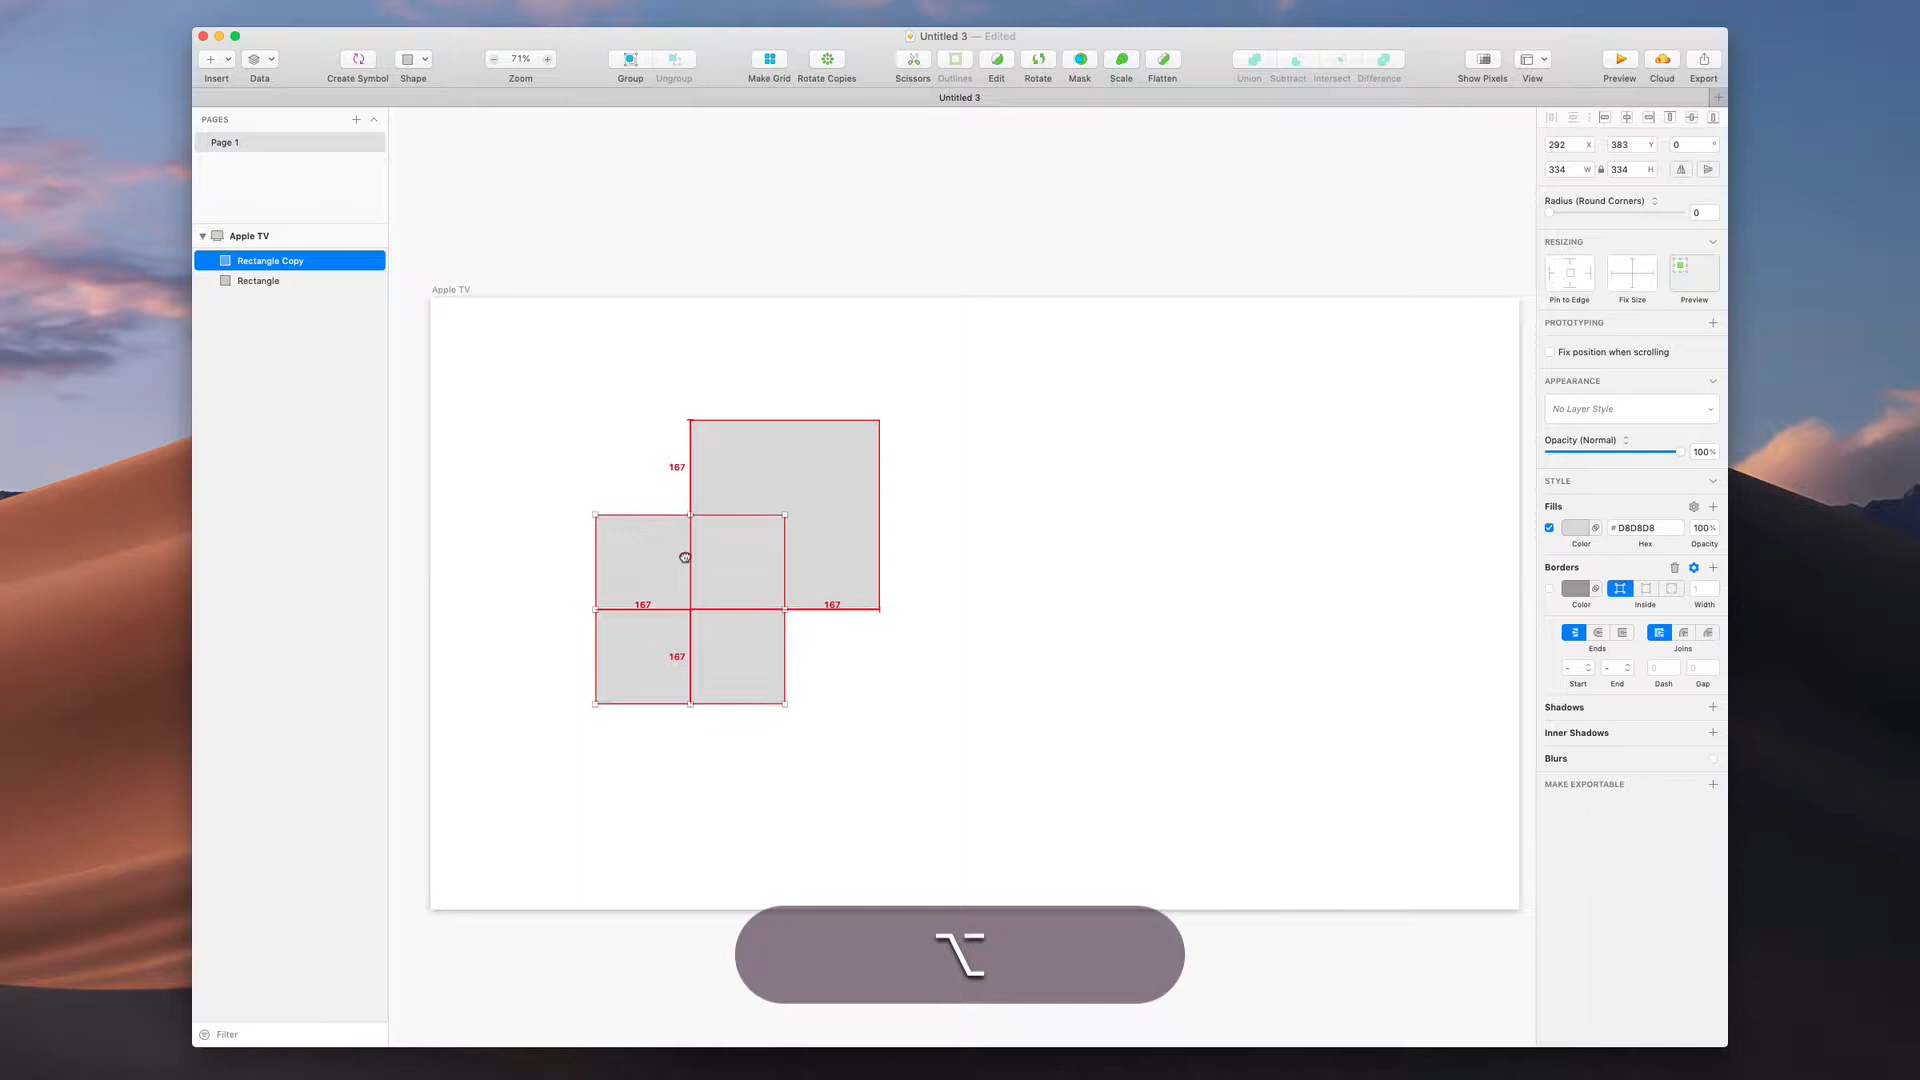 Untitled 3 — Edited
71%
Insert Data Create Symbol Shape Zoom Group Ungroup Make Grid Rotate Copies Scissors Outlines Edit Rotate Mask Scale Flatten Union Subtract Intersect Difference Show Pixels View Preview Cloud Export
Untitled 3
PAGES
Page 1
Apple TV
Rectangle Copy
Rectangle
Filter
Apple TV
167
167 167
167
⌥
292 X 383 Y 0 °
334 W 334 H
Radius (Round Corners)
0
RESIZING
Pin to Edge Fix Size Preview
PROTOTYPING
Fix position when scrolling
APPEARANCE
No Layer Style
Opacity (Normal)
100%
STYLE
Fills
# D8D8D8 100%
Color Hex Opacity
Borders
1
Color Inside Width
Ends Joins
- - 0 0
Start End Dash Gap
Shadows
Inner Shadows
Blurs
MAKE EXPORTABLE